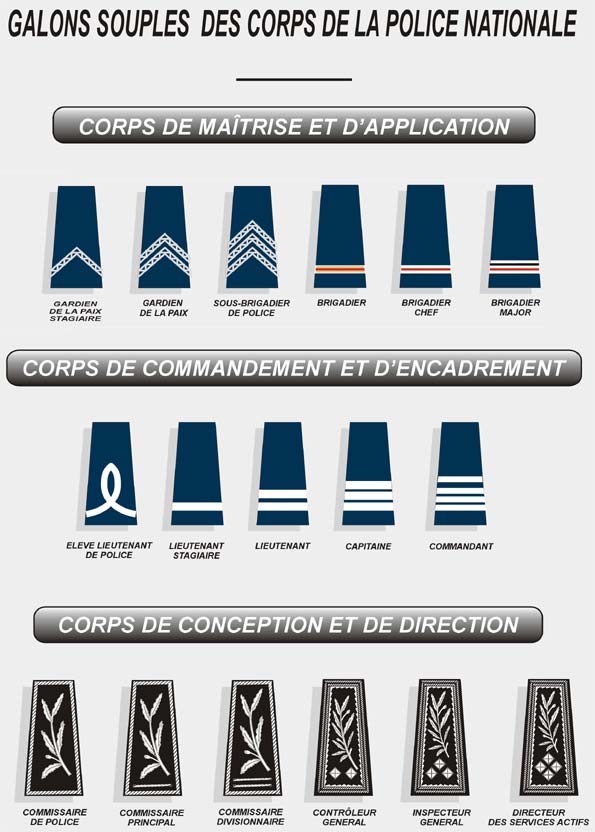 GALONS SOUPLES DES CORPS DE LA POLICE NATIONALE
CORPS DE MAÎTRISE ET D'APPLICATION
GARDIEN
DE LA PAIX
STAGIAIRE
GARDIEN
DE LA PAIX
SOUS-BRIGADIER
DE POLICE
BRIGADIER
BRIGADIER
CHEF
BRIGADIER
MAJOR
CORPS DE COMMANDEMENT ET D'ENCADREMENT
ELEVE LIEUTENANT
DE POLICE
LIEUTENANT
STAGIAIRE
LIEUTENANT
CAPITAINE
COMMANDANT
CORPS DE CONCEPTION ET DE DIRECTION
COMMISSAIRE
DE POLICE
COMMISSAIRE
PRINCIPAL
COMMISSAIRE
DIVISIONNAIRE
CONTRÔLEUR
GENERAL
INSPECTEUR
GENERAL
DIRECTEUR
DES SERVICES ACTIFS